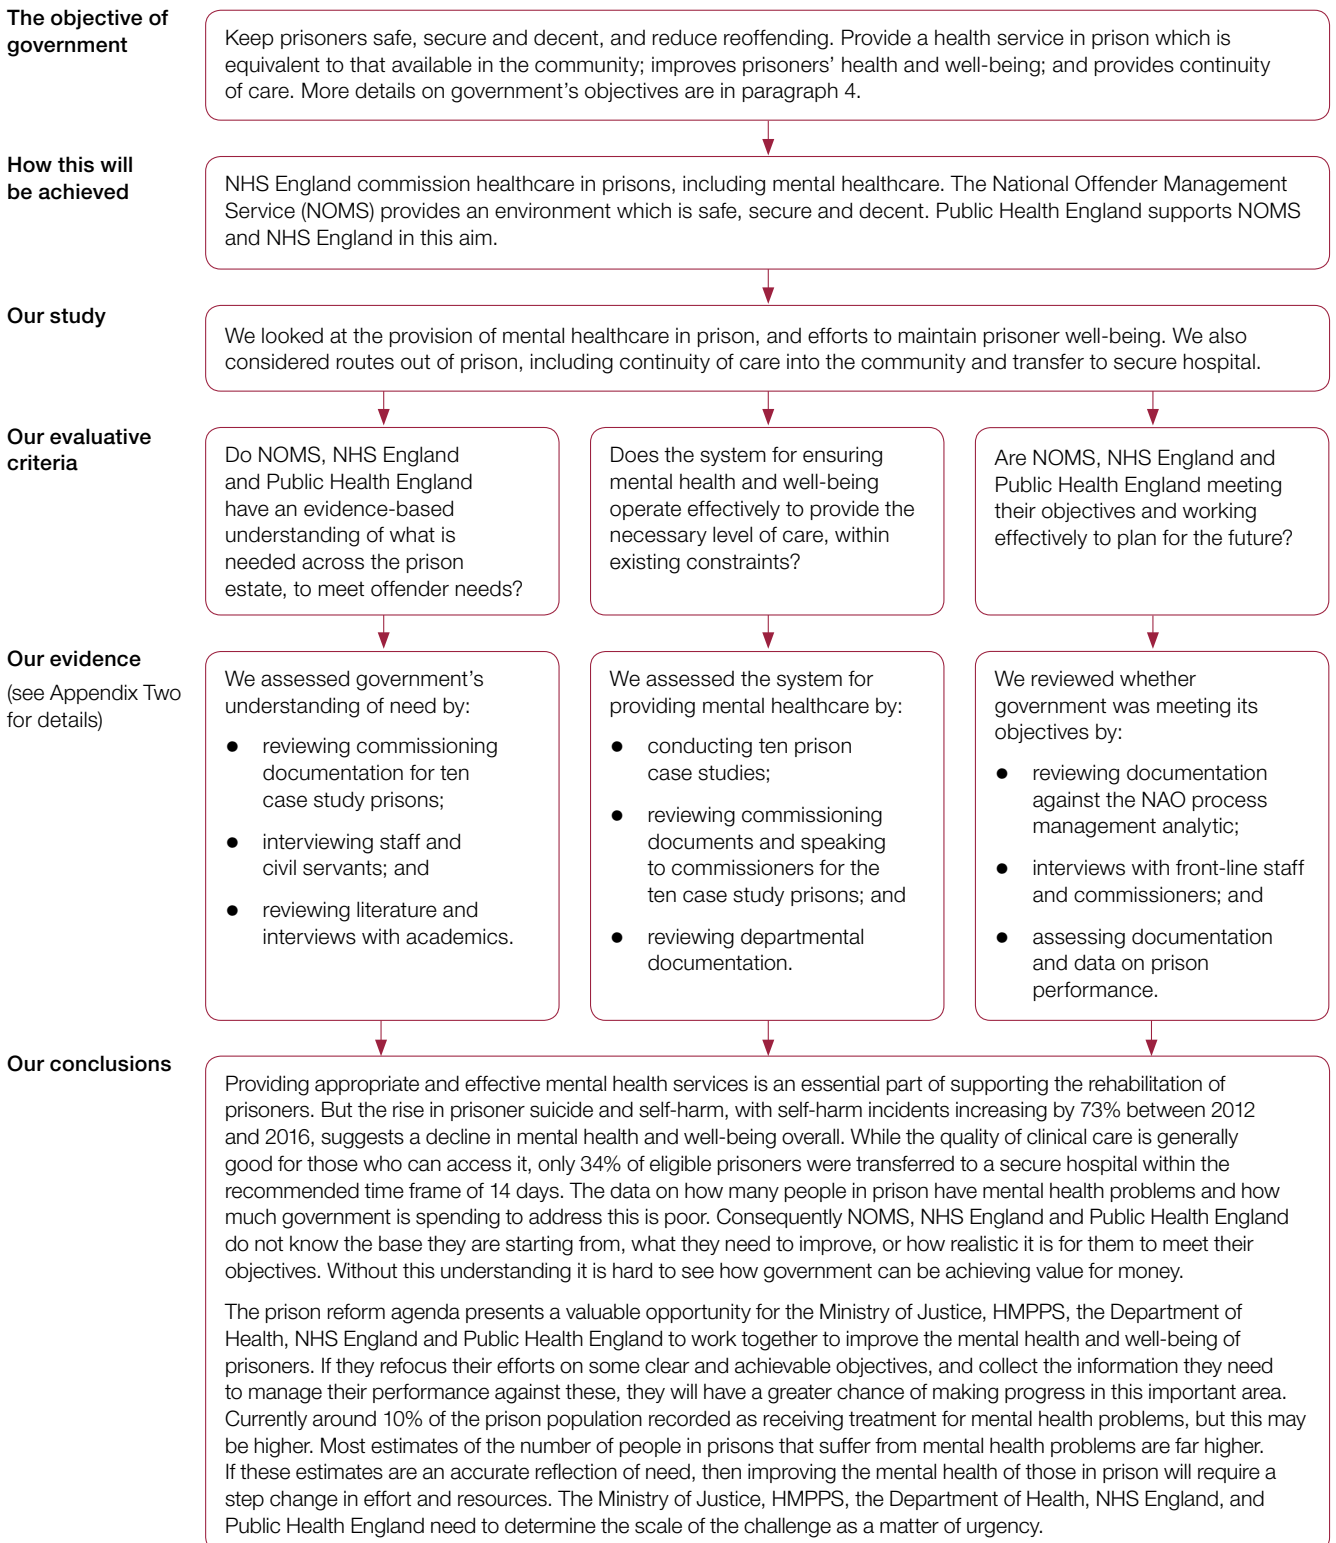 The objective of
government
Keep prisoners safe, secure and decent, and reduce reoffending. Provide a health service in prison which is
equivalent to that available in the community; improves prisoners' health and well-being; and provides continuity
of care. More details on government's objectives are in paragraph 4.
How this will
be achieved
NHS England commission healthcare in prisons, including mental healthcare. The National Offender Management
Service (NOMS) provides an environment which is safe, secure and decent. Public Health England supports NOMS
and NHS England in this aim.
Our study
We looked at the provision of mental healthcare in prison, and efforts to maintain prisoner well-being. We also
considered routes out of prison, including continuity of care into the community and transfer to secure hospital.
Our evaluative
criteria
Do NOMS, NHS England
and Public Health England
have an evidence-based
understanding of what is
needed across the prison
estate, to meet offender needs?
Does the system for ensuring
mental health and well-being
operate effectively to provide the
necessary level of care, within
existing constraints?
Are NOMS, NHS England and
Public Health England meeting
their objectives and working
effectively to plan for the future?
Our evidence
(see Appendix Two
for details)
We assessed government's
understanding of need by:
● reviewing commissioning
documentation for ten
case study prisons;
● interviewing staff and
civil servants; and
● reviewing literature and
interviews with academics.
We assessed the system for
providing mental healthcare by:
● conducting ten prison
case studies;
● reviewing commissioning
documents and speaking
to commissioners for the
ten case study prisons; and
● reviewing departmental
documentation.
We reviewed whether
government was meeting its
objectives by:
● reviewing documentation
against the NAO process
management analytic;
● interviews with front-line staff
and commissioners; and
● assessing documentation
and data on prison
performance.
Our conclusions
Providing appropriate and effective mental health services is an essential part of supporting the rehabilitation of
prisoners. But the rise in prisoner suicide and self-harm, with self-harm incidents increasing by 73% between 2012
and 2016, suggests a decline in mental health and well-being overall. While the quality of clinical care is generally
good for those who can access it, only 34% of eligible prisoners were transferred to a secure hospital within the
recommended time frame of 14 days. The data on how many people in prison have mental health problems and how
much government is spending to address this is poor. Consequently NOMS, NHS England and Public Health England
do not know the base they are starting from, what they need to improve, or how realistic it is for them to meet their
objectives. Without this understanding it is hard to see how government can be achieving value for money.
The prison reform agenda presents a valuable opportunity for the Ministry of Justice, HMPPS, the Department of
Health, NHS England and Public Health England to work together to improve the mental health and well-being of
prisoners. If they refocus their efforts on some clear and achievable objectives, and collect the information they need
to manage their performance against these, they will have a greater chance of making progress in this important area.
Currently around 10% of the prison population recorded as receiving treatment for mental health problems, but this may
be higher. Most estimates of the number of people in prisons that suffer from mental health problems are far higher.
If these estimates are an accurate reflection of need, then improving the mental health of those in prison will require a
step change in effort and resources. The Ministry of Justice, HMPPS, the Department of Health, NHS England, and
Public Health England need to determine the scale of the challenge as a matter of urgency.